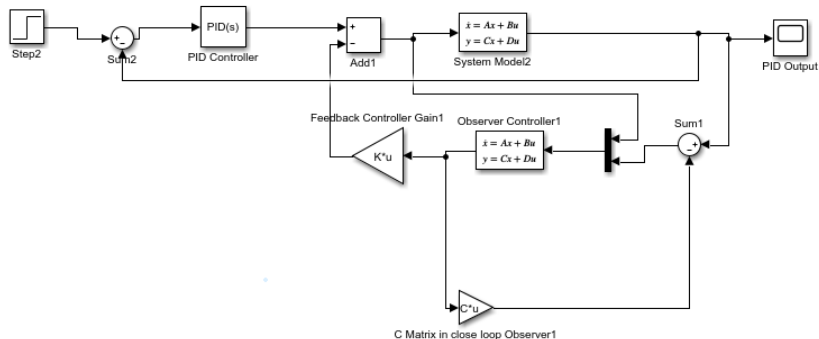 Step2
+
−
Sum2
PID(s)
PID Controller
+
−
Add1
ẋ = Ax + Bu
y = Cx + Du
System Model2
PID Output
Feedback Controller Gain1
K*u
Observer Controller1
ẋ = Ax + Bu
y = Cx + Du
Sum1
−
+
C*u
C Matrix in close loop Observer1